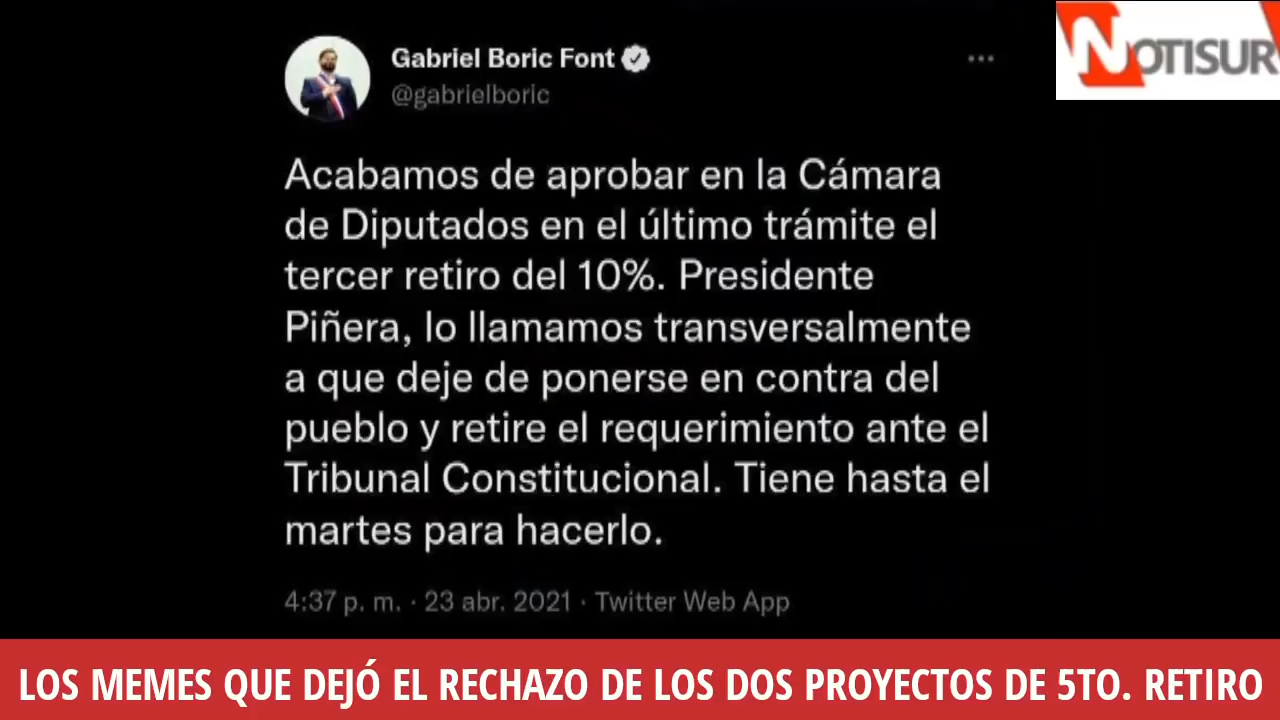 Gabriel Boric Font
NOTISUR
@gabrielboric
Acabamos de aprobar en la Cámara
de Diputados en el último trámite el
tercer retiro del 10%. Presidente
Piñera, lo llamamos transversalmente
a que deje de ponerse en contra del
pueblo y retire el requerimiento ante el
Tribunal Constitucional. Tiene hasta el
martes para hacerlo.
4:37 p. m. · 23 abr. 2021 · Twitter Web App
LOS MEMES QUE DEJÓ EL RECHAZO DE LOS DOS PROYECTOS DE 5TO. RETIRO